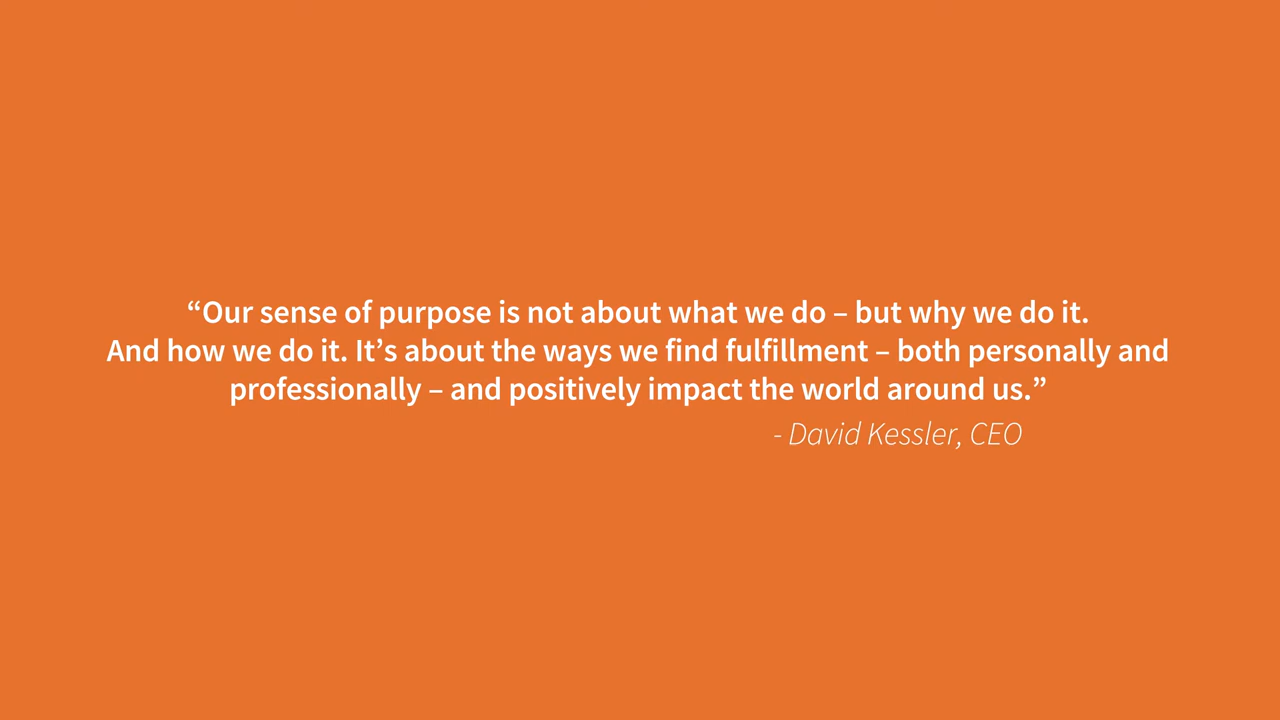 “Our sense of purpose is not about what we do – but why we do it.
And how we do it. It’s about the ways we find fulfillment – both personally and
professionally – and positively impact the world around us.”
- David Kessler, CEO